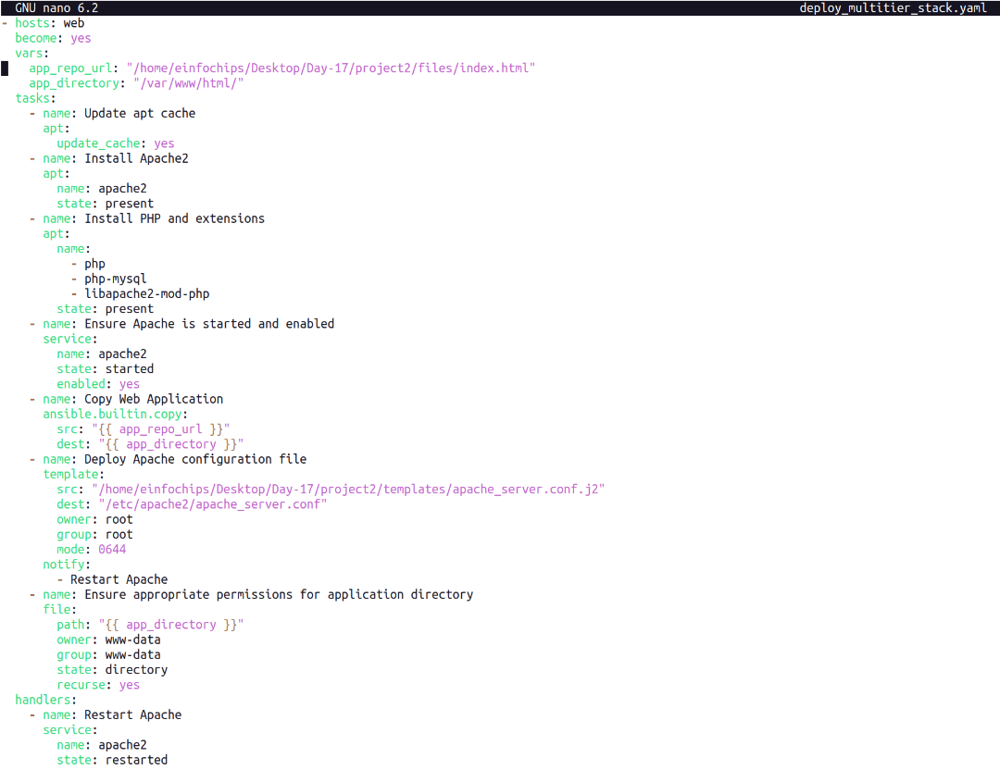 GNU nano 6.2 deploy_multitier_stack.yaml
- hosts: web
  become: yes
  vars:
    app_repo_url: "/home/einfochips/Desktop/Day-17/project2/files/index.html"
    app_directory: "/var/www/html/"
  tasks:
    - name: Update apt cache
      apt:
        update_cache: yes
    - name: Install Apache2
      apt:
        name: apache2
        state: present
    - name: Install PHP and extensions
      apt:
        name:
          - php
          - php-mysql
          - libapache2-mod-php
        state: present
    - name: Ensure Apache is started and enabled
      service:
        name: apache2
        state: started
        enabled: yes
    - name: Copy Web Application
      ansible.builtin.copy:
        src: "{{ app_repo_url }}"
        dest: "{{ app_directory }}"
    - name: Deploy Apache configuration file
      template:
        src: "/home/einfochips/Desktop/Day-17/project2/templates/apache_server.conf.j2"
        dest: "/etc/apache2/apache_server.conf"
        owner: root
        group: root
        mode: 0644
      notify:
        - Restart Apache
    - name: Ensure appropriate permissions for application directory
      file:
        path: "{{ app_directory }}"
        owner: www-data
        group: www-data
        state: directory
        recurse: yes
  handlers:
    - name: Restart Apache
      service:
        name: apache2
        state: restarted